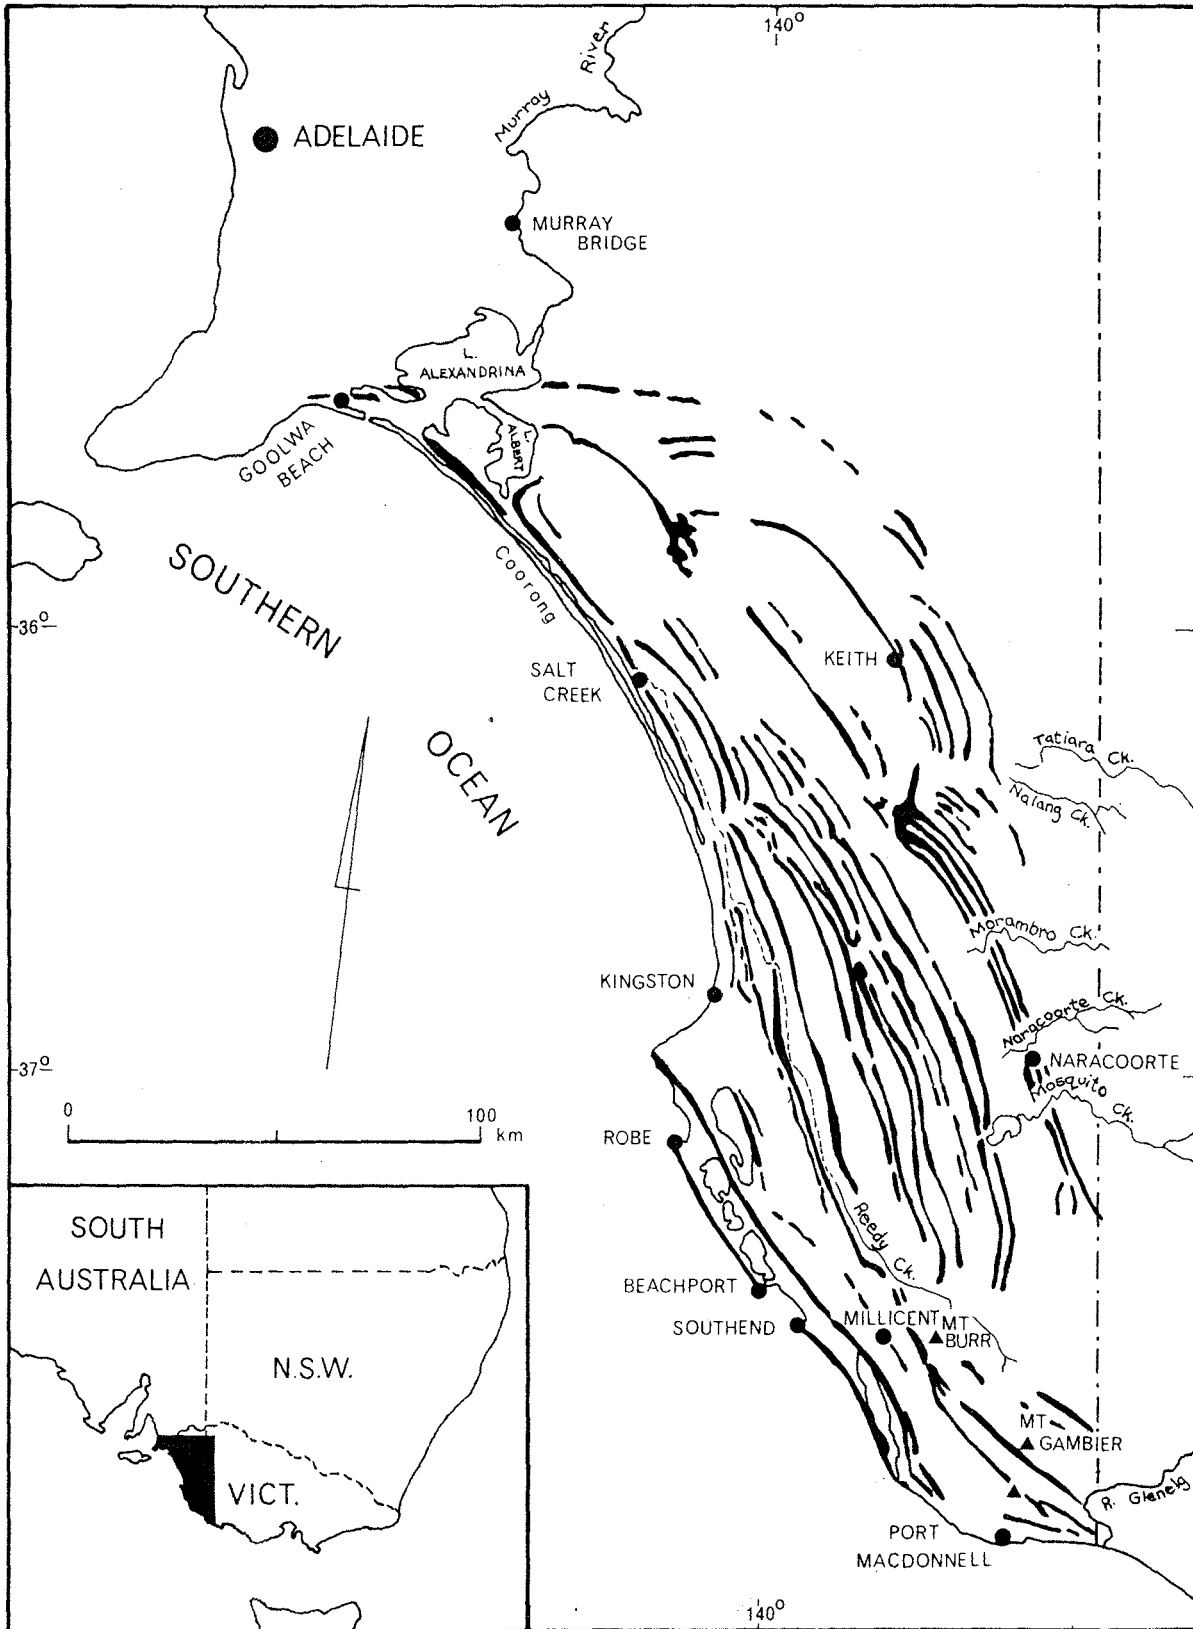 140°
Murray River
ADELAIDE
MURRAY
BRIDGE
L.
ALEXANDRINA
L.
ALBERT
GOOLWA
BEACH
SOUTHERN
OCEAN
Coorong
36°
KEITH
SALT
CREEK
Tatiara Ck.
Nalang Ck.
Morambro Ck.
KINGSTON
Naracoorte Ck.
NARACOORTE
Mosquito Ck.
37°
0
100
km
ROBE
Reedy Ck.
BEACHPORT
SOUTHEND
MILLICENT
MT
BURR
MT
GAMBIER
R. Glenelg
PORT
MACDONNELL
140°
SOUTH
AUSTRALIA
N.S.W.
VICT.